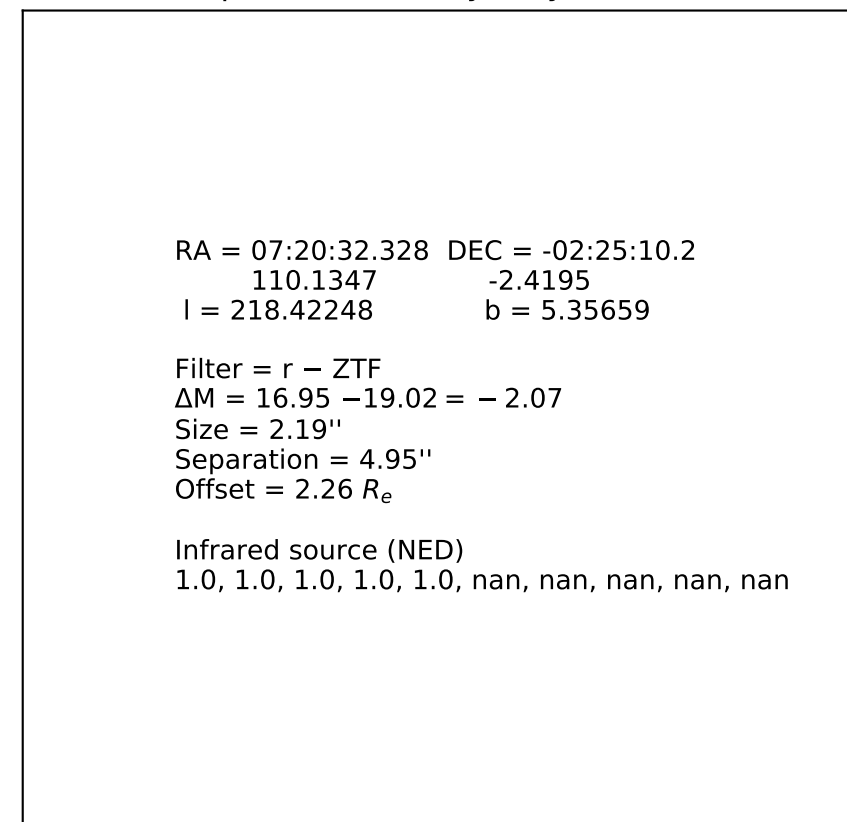 RA = 07:20:32.328 DEC = -02:25:10.2
110.1347 -2.4195
l = 218.42248 b = 5.35659
Filter = r − ZTF
ΔM = 16.95 −19.02 = − 2.07
Size = 2.19''
Separation = 4.95''
Offset = 2.26 Re
Infrared source (NED)
1.0, 1.0, 1.0, 1.0, 1.0, nan, nan, nan, nan, nan